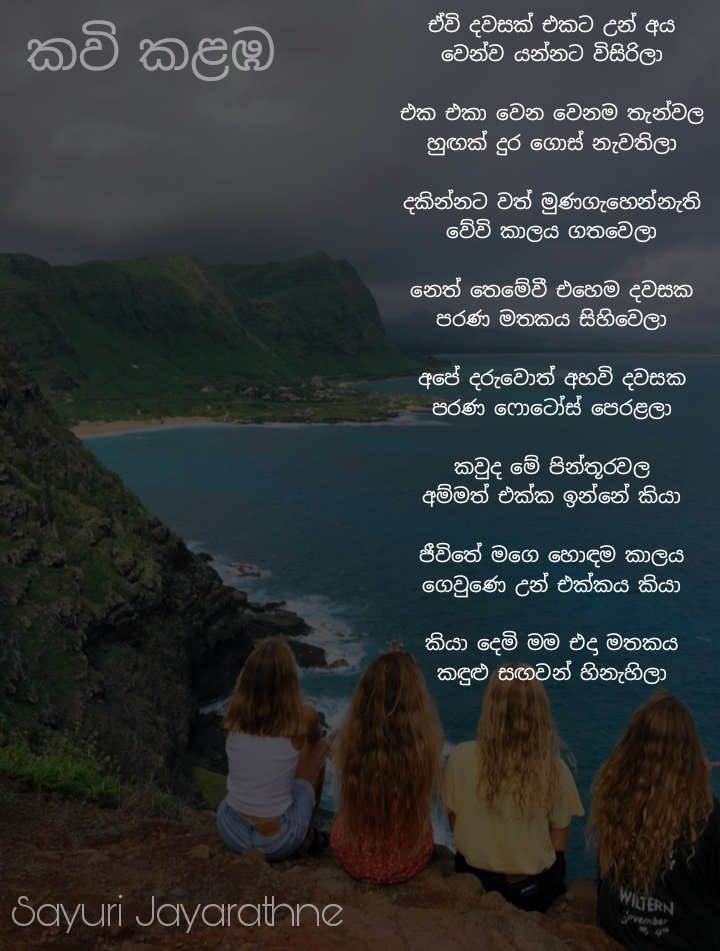 කවි කළඹ
ඒවි දවසක් එකට උන් අය
වෙන්ව යන්නට විසිරිලා
එක එකා වෙන වෙනම තැන්වල
හුඟක් දුර ගොස් නැවතිලා
දකින්නට වත් මුණගැහෙන්නැති
වේවි කාලය ගතවෙලා
නෙත් තෙමේවී එහෙම දවසක
පරණ මතකය සිහිවෙලා
අපේ දරුවොත් අහවි දවසක
පරණ ෆොටෝස් පෙරළලා
කවුද මේ පින්තූරවල
අම්මත් එක්ක ඉන්නේ කියා
ජීවිතේ මගෙ හොඳම කාලය
ගෙවුණෙ උන් එක්කය කියා
කියා දෙමි මම එදා මතකය
කඳුළු සඟවන් හිනැහිලා
WILTERN
Sayuri Jayarathne